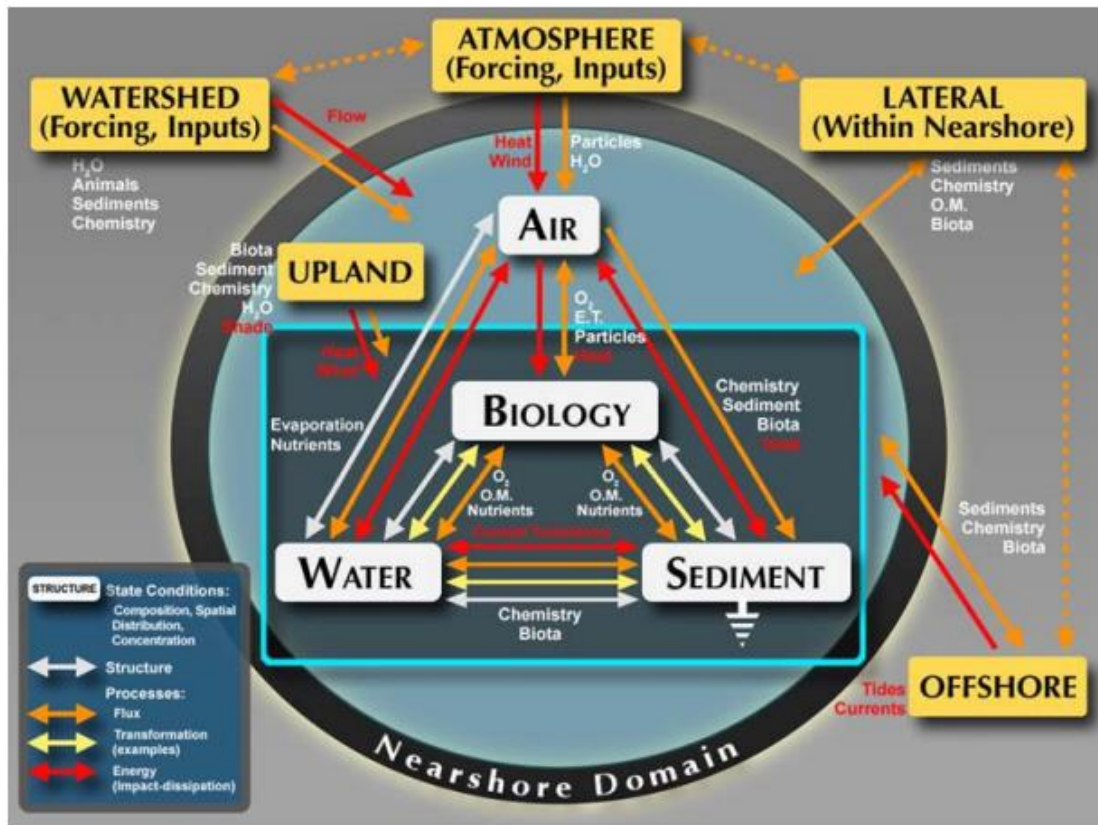 ATMOSPHERE
(Forcing, Inputs)
WATERSHED
(Forcing, Inputs)
LATERAL
(Within Nearshore)
Flow
Heat
Wind
Particles
H₂O
H₂O
Animals
Sediments
Chemistry
Sediments
Chemistry
O.M.
Biota
AIR
Biota
Sediment
Chemistry
H₂O
Shade
UPLAND
Heat
Wind
O₂
E.T.
Particles
BIOLOGY
Chemistry
Sediment
Biota
Evaporation
Nutrients
O₂
O.M.
Nutrients
O₂
O.M.
Nutrients
WATER
SEDIMENT
Chemistry
Biota
Sediments
Chemistry
Biota
OFFSHORE
Tides
Currents
STRUCTURE
State Conditions:
Composition, Spatial
Distribution,
Concentration
Structure
Processes:
Flux
Transformation
(examples)
Energy
(impact-dissipation)
Nearshore Domain